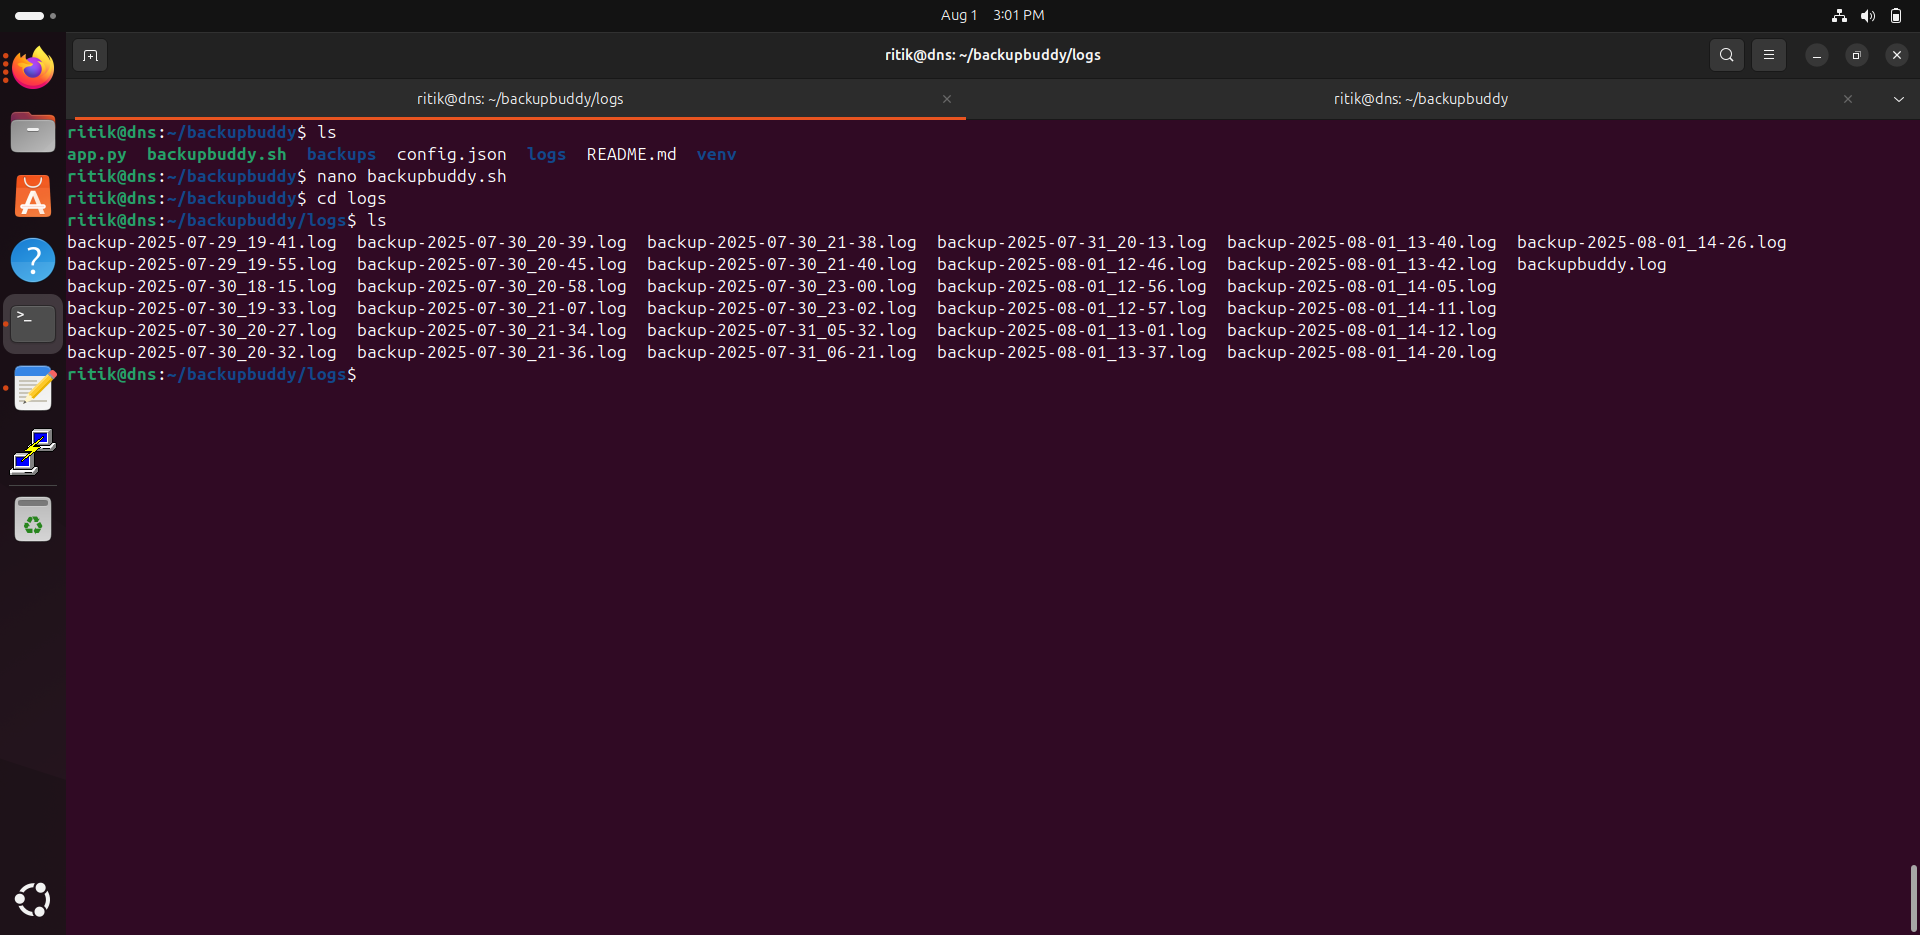 Aug 1 3:01 PM
ritik@dns: ~/backupbuddy/logs
ritik@dns: ~/backupbuddy/logs ritik@dns: ~/backupbuddy
ritik@dns:~/backupbuddy$ ls
app.py backupbuddy.sh backups config.json logs README.md venv
ritik@dns:~/backupbuddy$ nano backupbuddy.sh
ritik@dns:~/backupbuddy$ cd logs
ritik@dns:~/backupbuddy/logs$ ls
backup-2025-07-29_19-41.log backup-2025-07-30_20-39.log backup-2025-07-30_21-38.log backup-2025-07-31_20-13.log backup-2025-08-01_13-40.log backup-2025-08-01_14-26.log
backup-2025-07-29_19-55.log backup-2025-07-30_20-45.log backup-2025-07-30_21-40.log backup-2025-08-01_12-46.log backup-2025-08-01_13-42.log backupbuddy.log
backup-2025-07-30_18-15.log backup-2025-07-30_20-58.log backup-2025-07-30_23-00.log backup-2025-08-01_12-56.log backup-2025-08-01_14-05.log
backup-2025-07-30_19-33.log backup-2025-07-30_21-07.log backup-2025-07-30_23-02.log backup-2025-08-01_12-57.log backup-2025-08-01_14-11.log
backup-2025-07-30_20-27.log backup-2025-07-30_21-34.log backup-2025-07-31_05-32.log backup-2025-08-01_13-01.log backup-2025-08-01_14-12.log
backup-2025-07-30_20-32.log backup-2025-07-30_21-36.log backup-2025-07-31_06-21.log backup-2025-08-01_13-37.log backup-2025-08-01_14-20.log
ritik@dns:~/backupbuddy/logs$